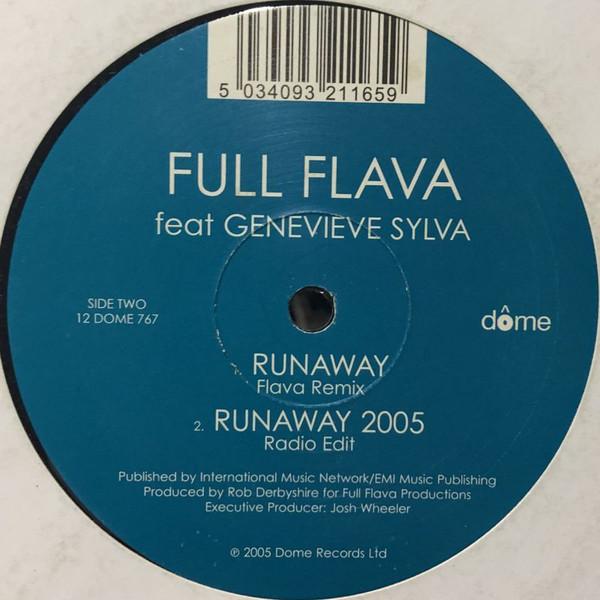 5 034093 211659
FULL FLAVA
feat GENEVIEVE SYLVA
SIDE TWO
12 DOME 767
dôme
RUNAWAY
Flava Remix
2. RUNAWAY 2005
Radio Edit
Published by International Music Network/EMI Music Publishing
Produced by Rob Derbyshire for Full Flava Productions
Executive Producer: Josh Wheeler
℗ 2005 Dome Records Ltd